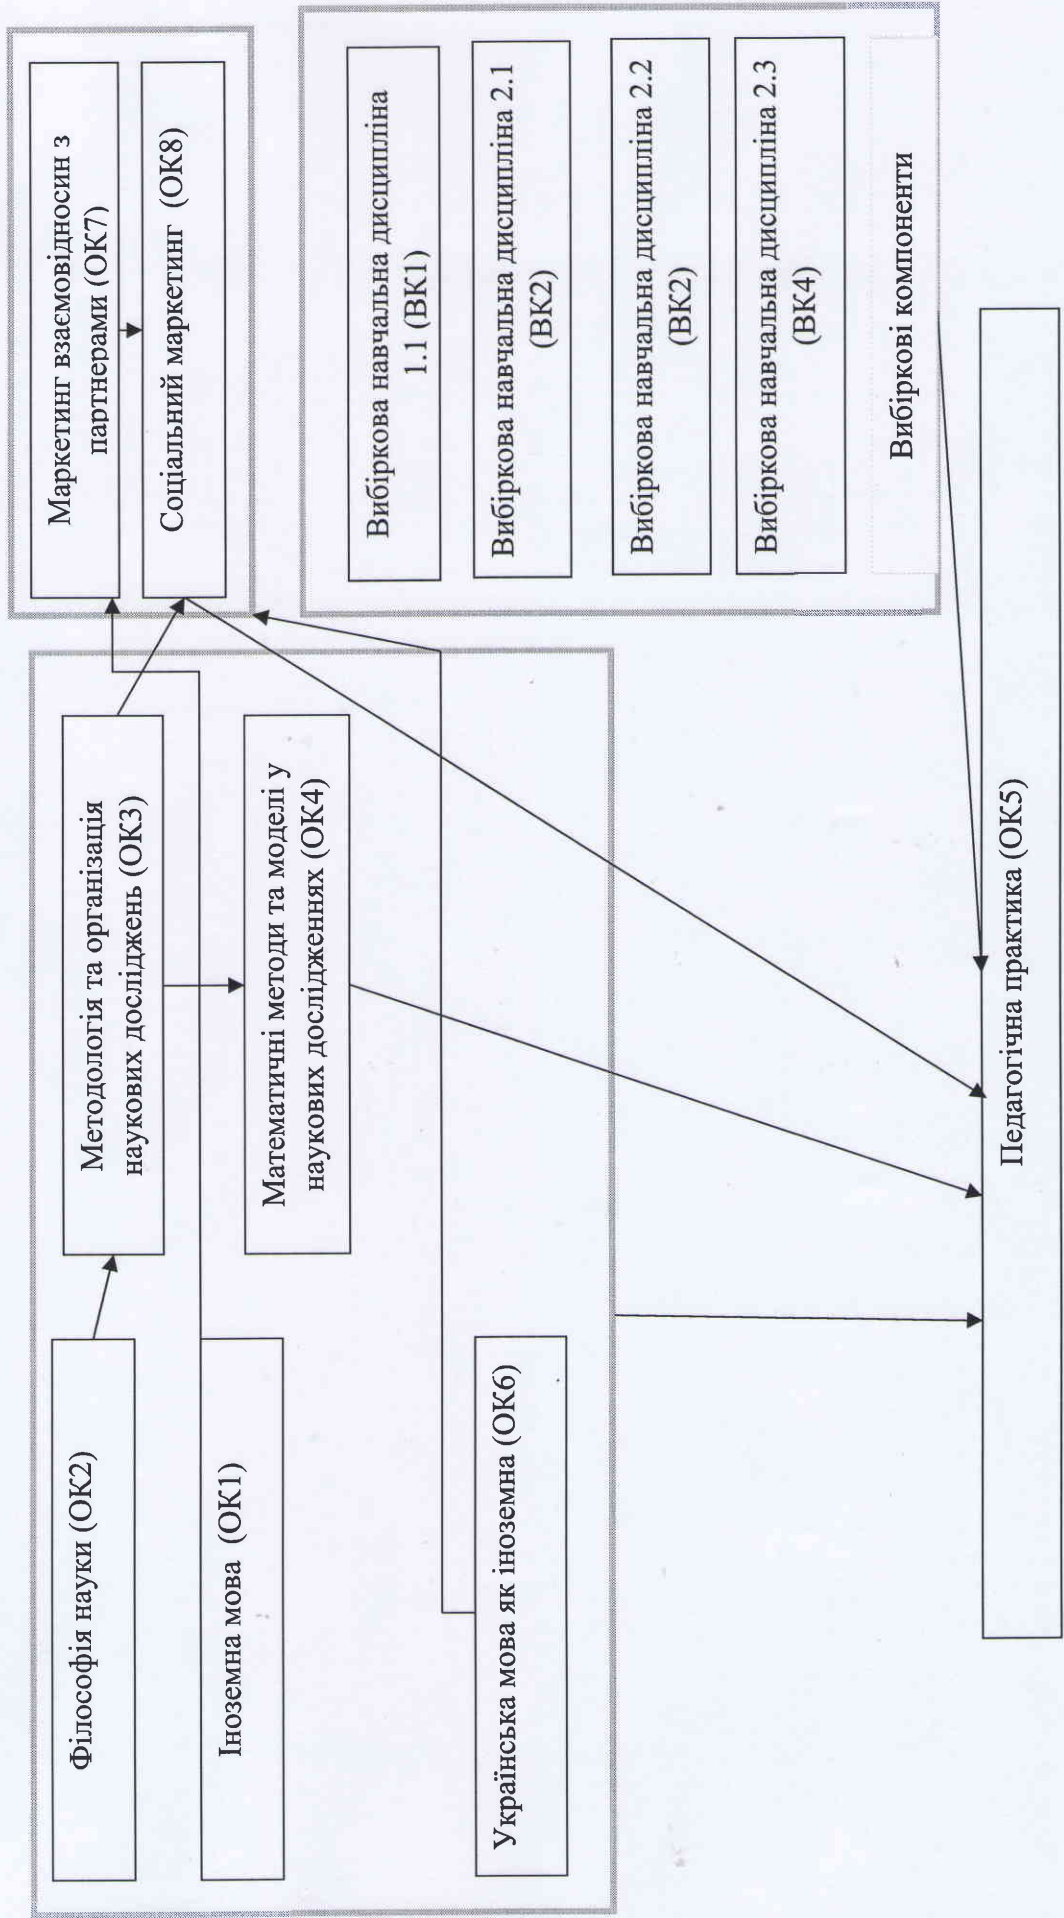 Філософія науки (ОК2)
Іноземна мова (ОК1)
Українська мова як іноземна (ОК6)
Методологія та організація
наукових досліджень (ОК3)
Математичні методи та моделі у
наукових дослідженнях (ОК4)
Маркетинг взаємовідносин з
партнерами (ОК7)
Соціальний маркетинг (ОК8)
Вибіркова навчальна дисципліна
1.1 (ВК1)
Вибіркова навчальна дисципліна 2.1
(ВК2)
Вибіркова навчальна дисципліна 2.2
(ВК2)
Вибіркова навчальна дисципліна 2.3
(ВК4)
Вибіркові компоненти
Педагогічна практика (ОК5)